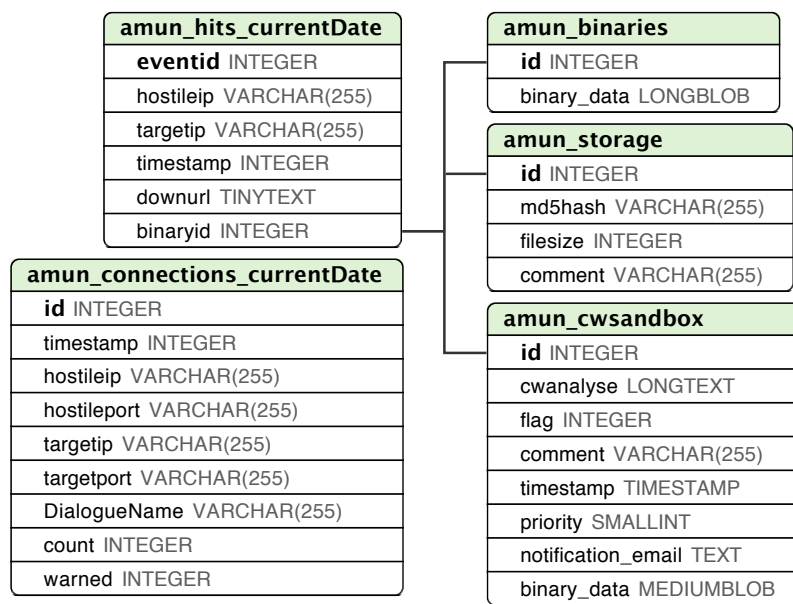 amun_hits_currentDate
eventid INTEGER
hostileip VARCHAR(255)
targetip VARCHAR(255)
timestamp INTEGER
downurl TINYTEXT
binaryid INTEGER
amun_connections_currentDate
id INTEGER
timestamp INTEGER
hostileip VARCHAR(255)
hostileport VARCHAR(255)
targetip VARCHAR(255)
targetport VARCHAR(255)
DialogueName VARCHAR(255)
count INTEGER
warned INTEGER
amun_binaries
id INTEGER
binary_data LONGBLOB
amun_storage
id INTEGER
md5hash VARCHAR(255)
filesize INTEGER
comment VARCHAR(255)
amun_cwsandbox
id INTEGER
cwanalyse LONGTEXT
flag INTEGER
comment VARCHAR(255)
timestamp TIMESTAMP
priority SMALLINT
notification_email TEXT
binary_data MEDIUMBLOB